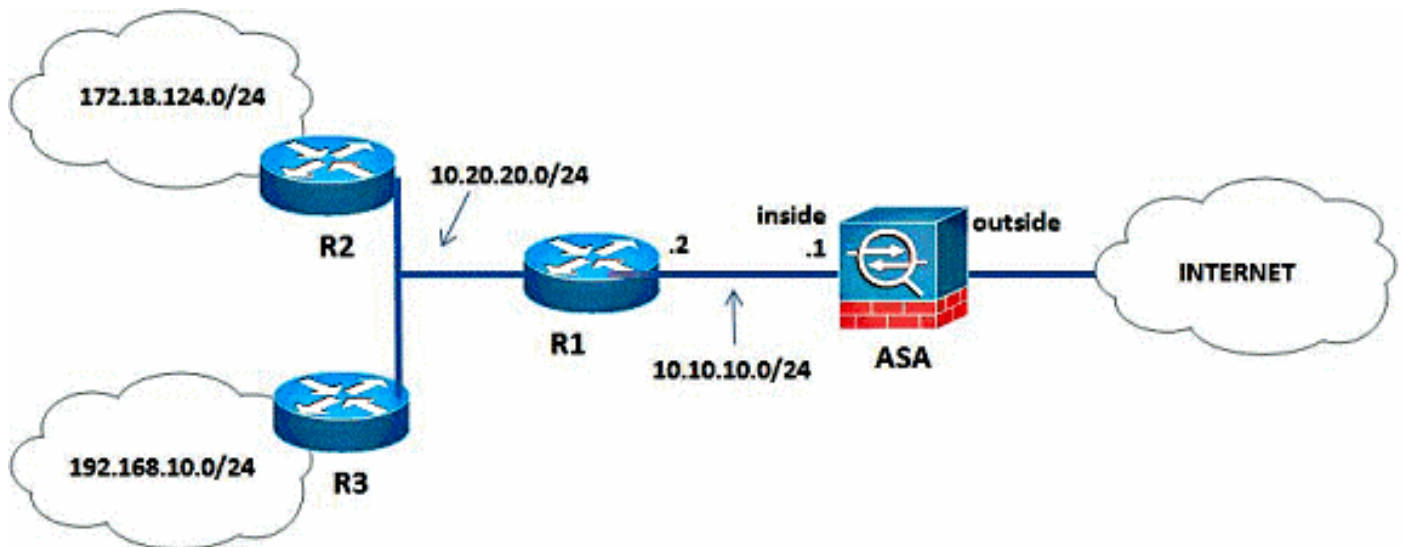 172.18.124.0/24
R2
10.20.20.0/24
R1
.2
10.10.10.0/24
inside
.1
outside
ASA
INTERNET
192.168.10.0/24
R3